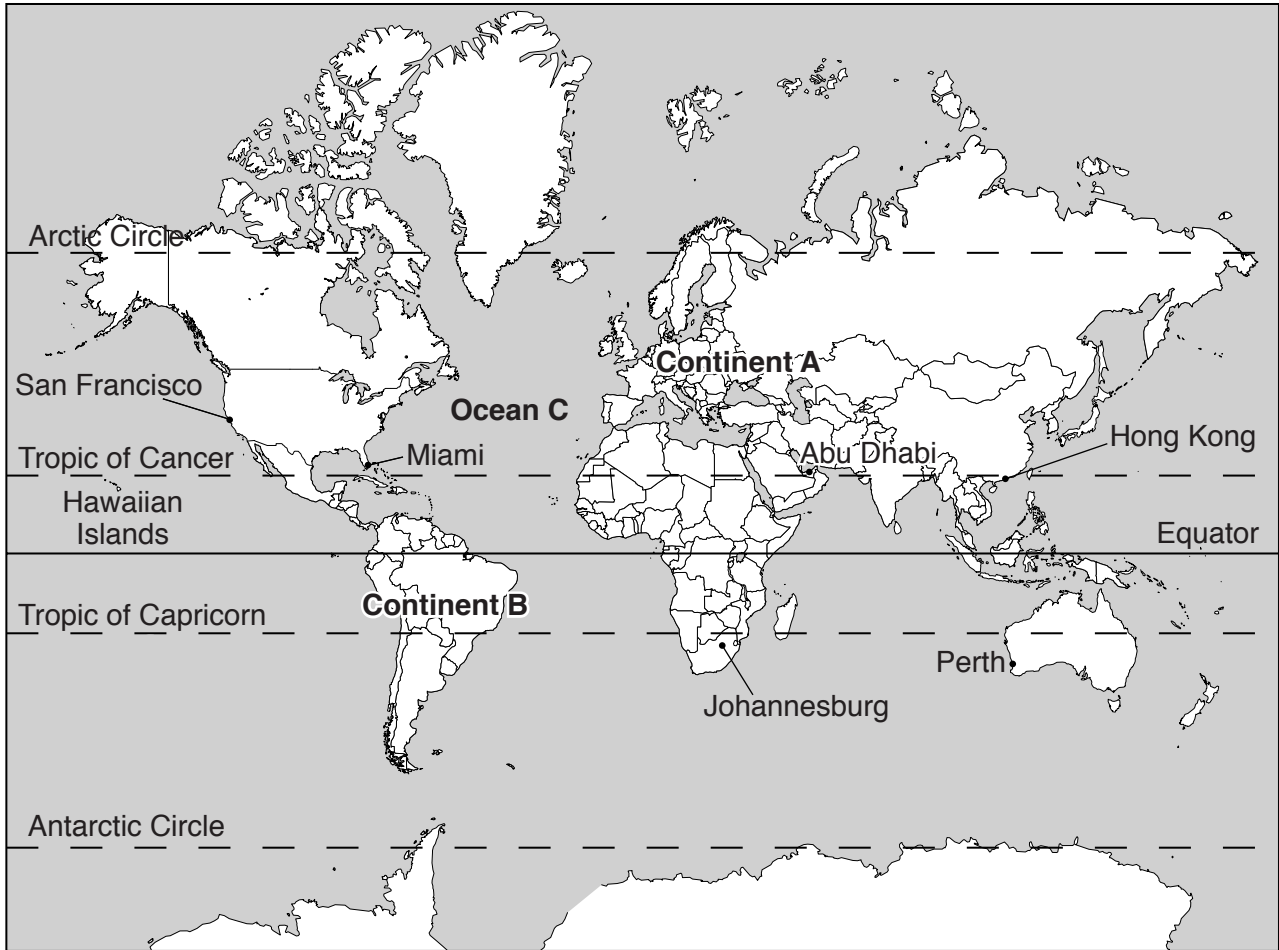 Arctic Circle
Continent A
San Francisco
Ocean C
Hong Kong
Miami
Abu Dhabi
Tropic of Cancer
Hawaiian
Islands
Equator
Continent B
Tropic of Capricorn
Perth
Johannesburg
Antarctic Circle